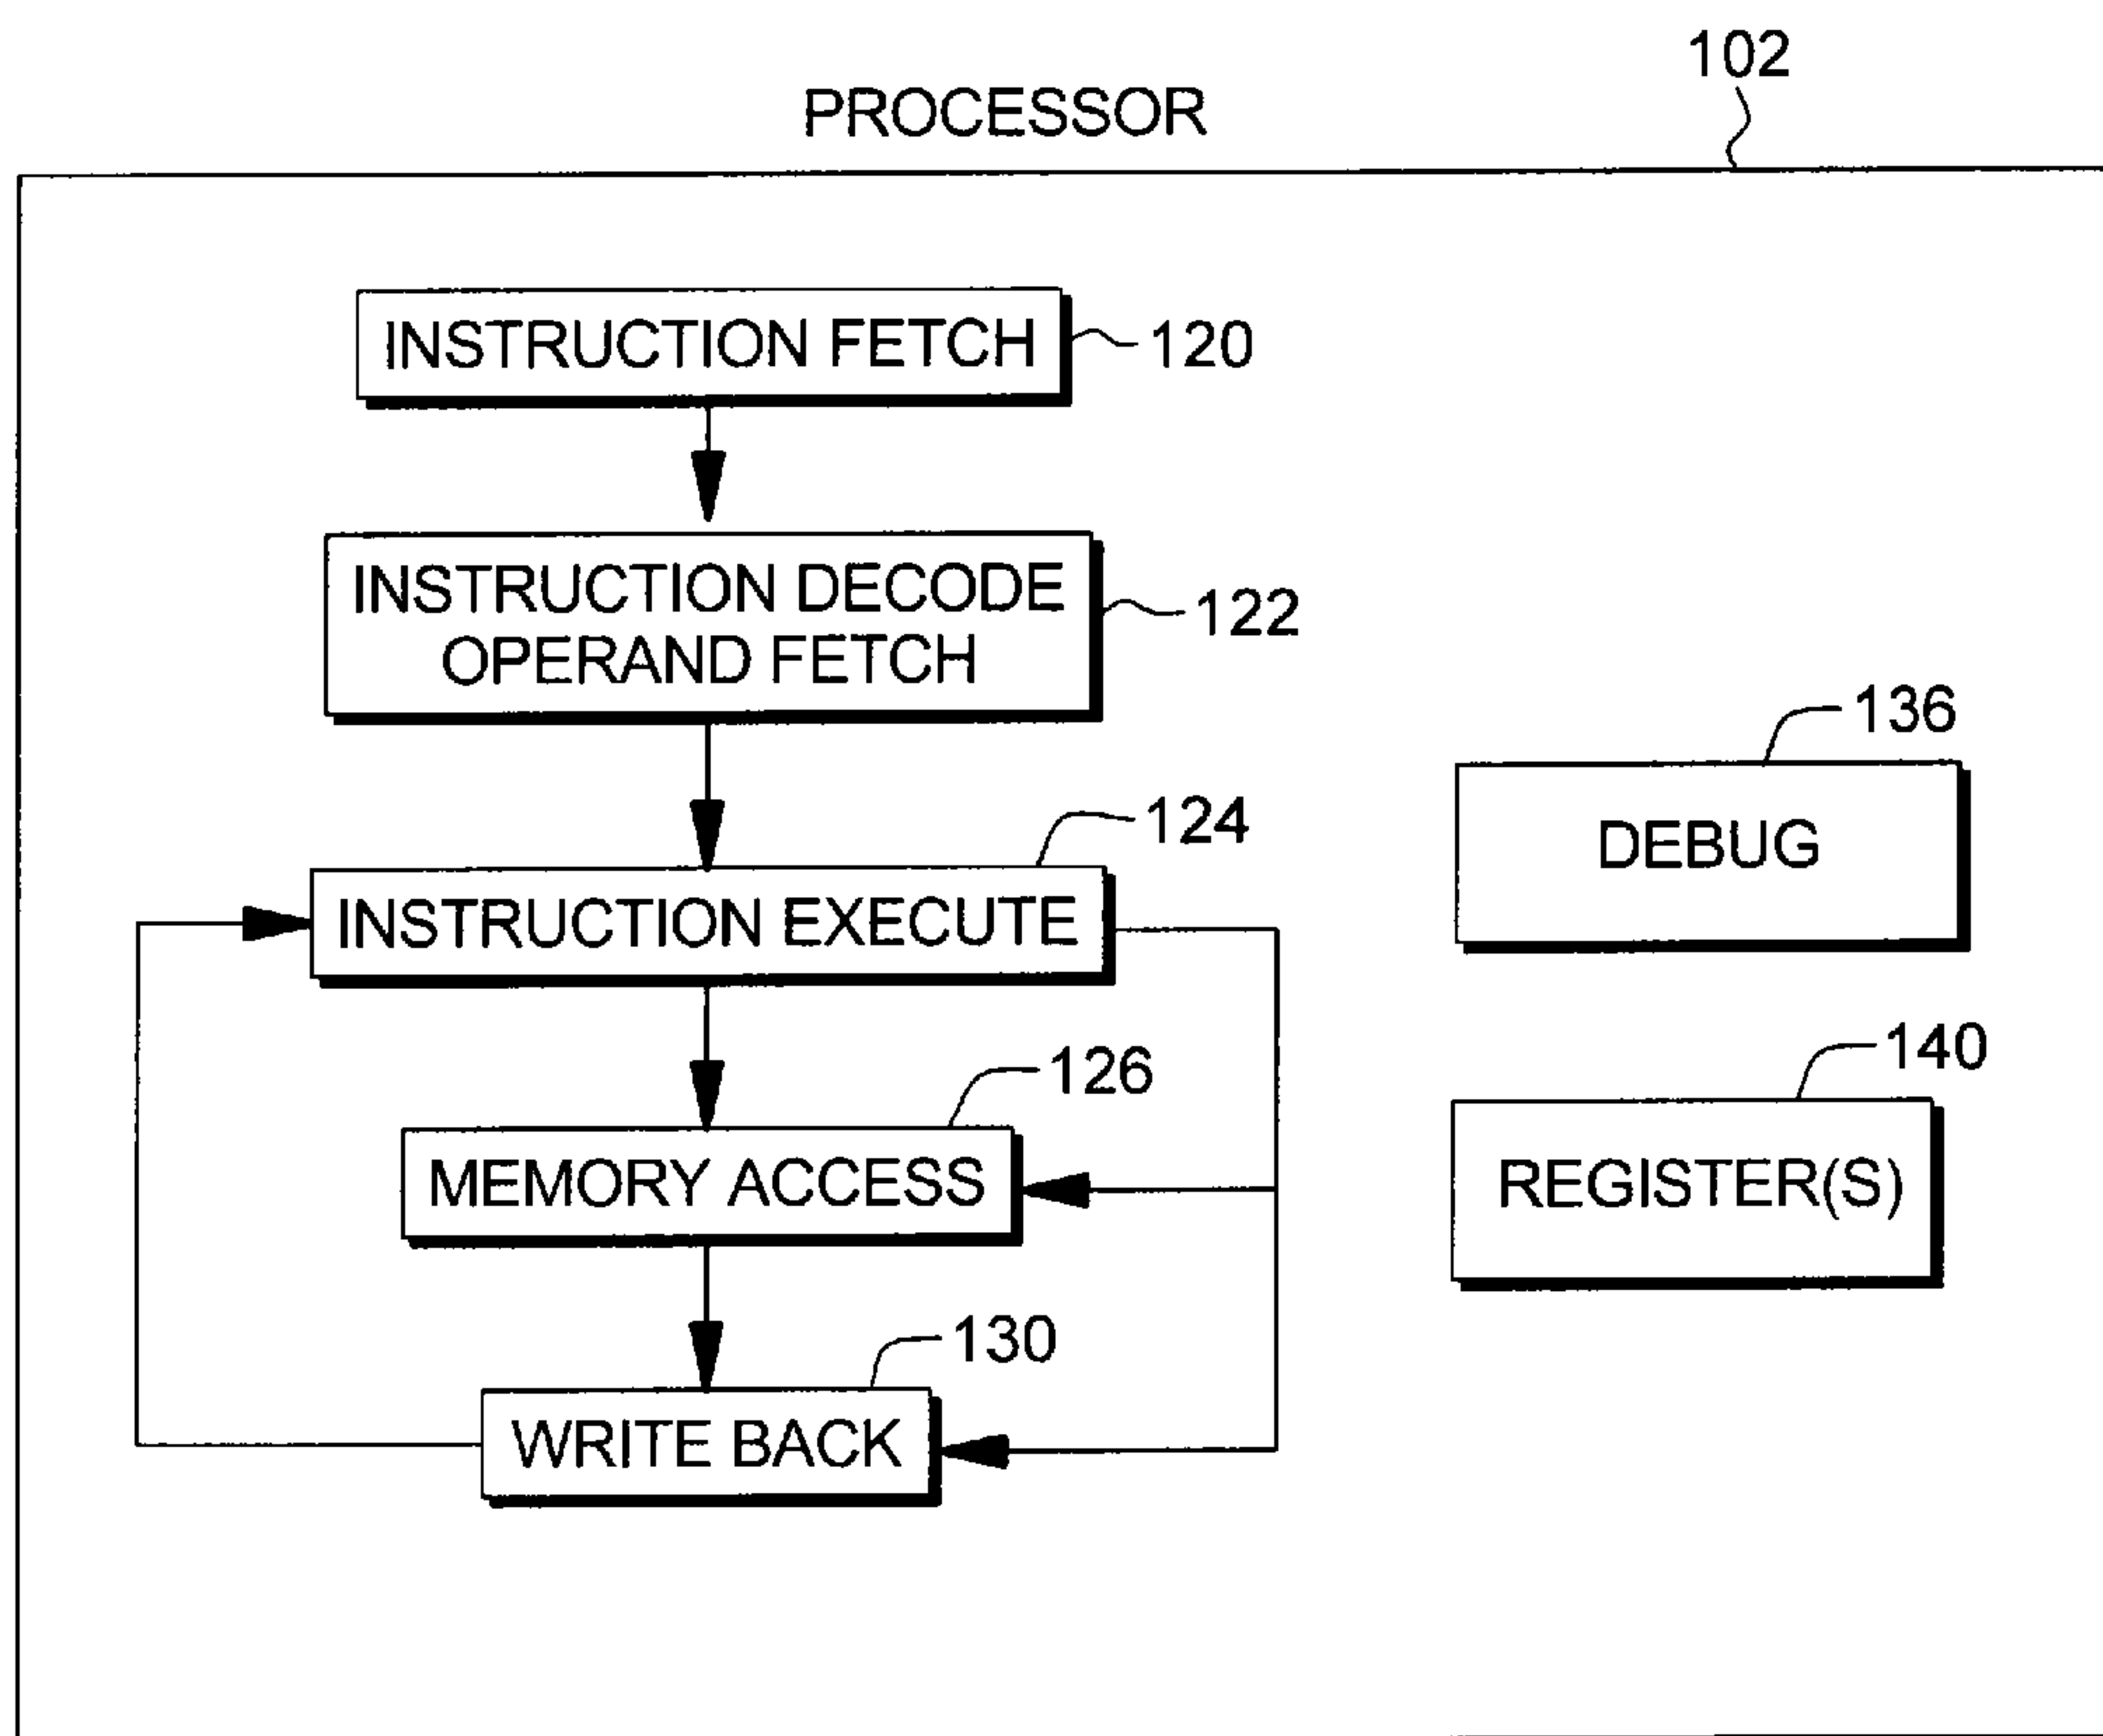 102
PROCESSOR
INSTRUCTION FETCH
120
INSTRUCTION DECODE
OPERAND FETCH
122
136
DEBUG
124
INSTRUCTION EXECUTE
140
REGISTER(S)
126
MEMORY ACCESS
130
WRITE BACK